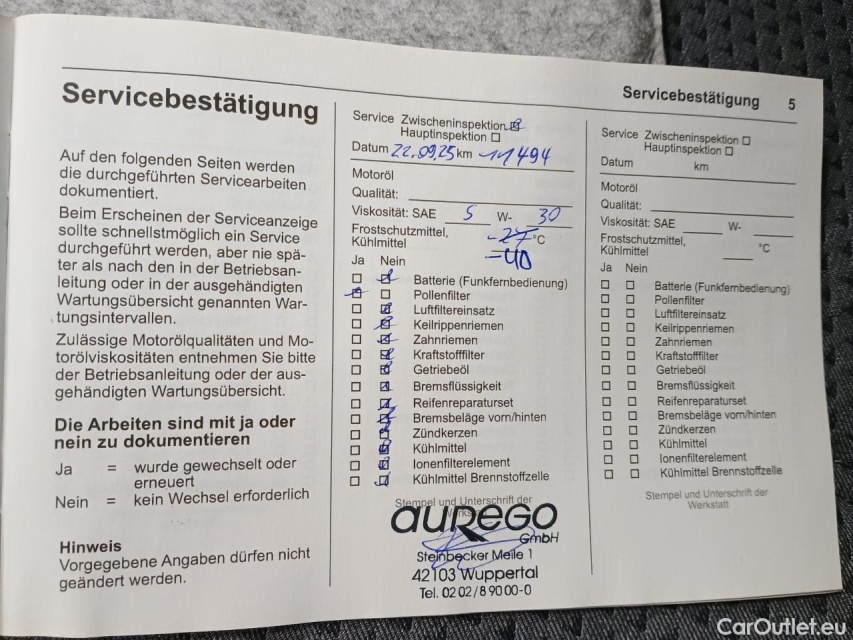 Servicebestätigung
Auf den folgenden Seiten werden
die durchgeführten Servicearbeiten
dokumentiert.
Beim Erscheinen der Serviceanzeige
sollte schnellstmöglich ein Service
durchgeführt werden, aber nie spä-
ter als nach den in der Betriebsan-
leitung oder in der ausgehändigten
Wartungsübersicht genannten War-
tungsintervallen.
Zulässige Motorölqualitäten und Mo-
torölviskositäten entnehmen Sie bitte
der Betriebsanleitung oder der aus-
gehändigten Wartungsübersicht.
Die Arbeiten sind mit ja oder
nein zu dokumentieren
Ja = wurde gewechselt oder
erneuert
Nein = kein Wechsel erforderlich
Hinweis
Vorgegebene Angaben dürfen nicht
geändert werden.
Service Zwischeninspektion
Hauptinspektion
Datum 22.09.25 km 11494
Motoröl
Qualität:
Viskosität: SAE 5 W- 30
Frostschutzmittel, -27 °C
Kühlmittel -40
Ja Nein
Batterie (Funkfernbedienung)
Pollenfilter
Luftfiltereinsatz
Keilrippenriemen
Zahnriemen
Kraftstofffilter
Getriebeöl
Bremsflüssigkeit
Reifenreparaturset
Bremsbeläge vorn/hinten
Zündkerzen
Kühlmittel
Ionenfilterelement
Kühlmittel Brennstoffzelle
Stempel und Unterschrift der
Werkstatt
aurego
GmbH
Steinbecker Meile 1
42103 Wuppertal
Tel. 02 02 / 8 90 00-0
Servicebestätigung 5
Service Zwischeninspektion
Hauptinspektion
Datum km
Motoröl
Qualität:
Viskosität: SAE W-
Frostschutzmittel,
Kühlmittel °C
Ja Nein
Batterie (Funkfernbedienung)
Pollenfilter
Luftfiltereinsatz
Keilrippenriemen
Zahnriemen
Kraftstofffilter
Getriebeöl
Bremsflüssigkeit
Reifenreparaturset
Bremsbeläge vorn/hinten
Zündkerzen
Kühlmittel
Ionenfilterelement
Kühlmittel Brennstoffzelle
Stempel und Unterschrift der
Werkstatt
CarOutlet.eu